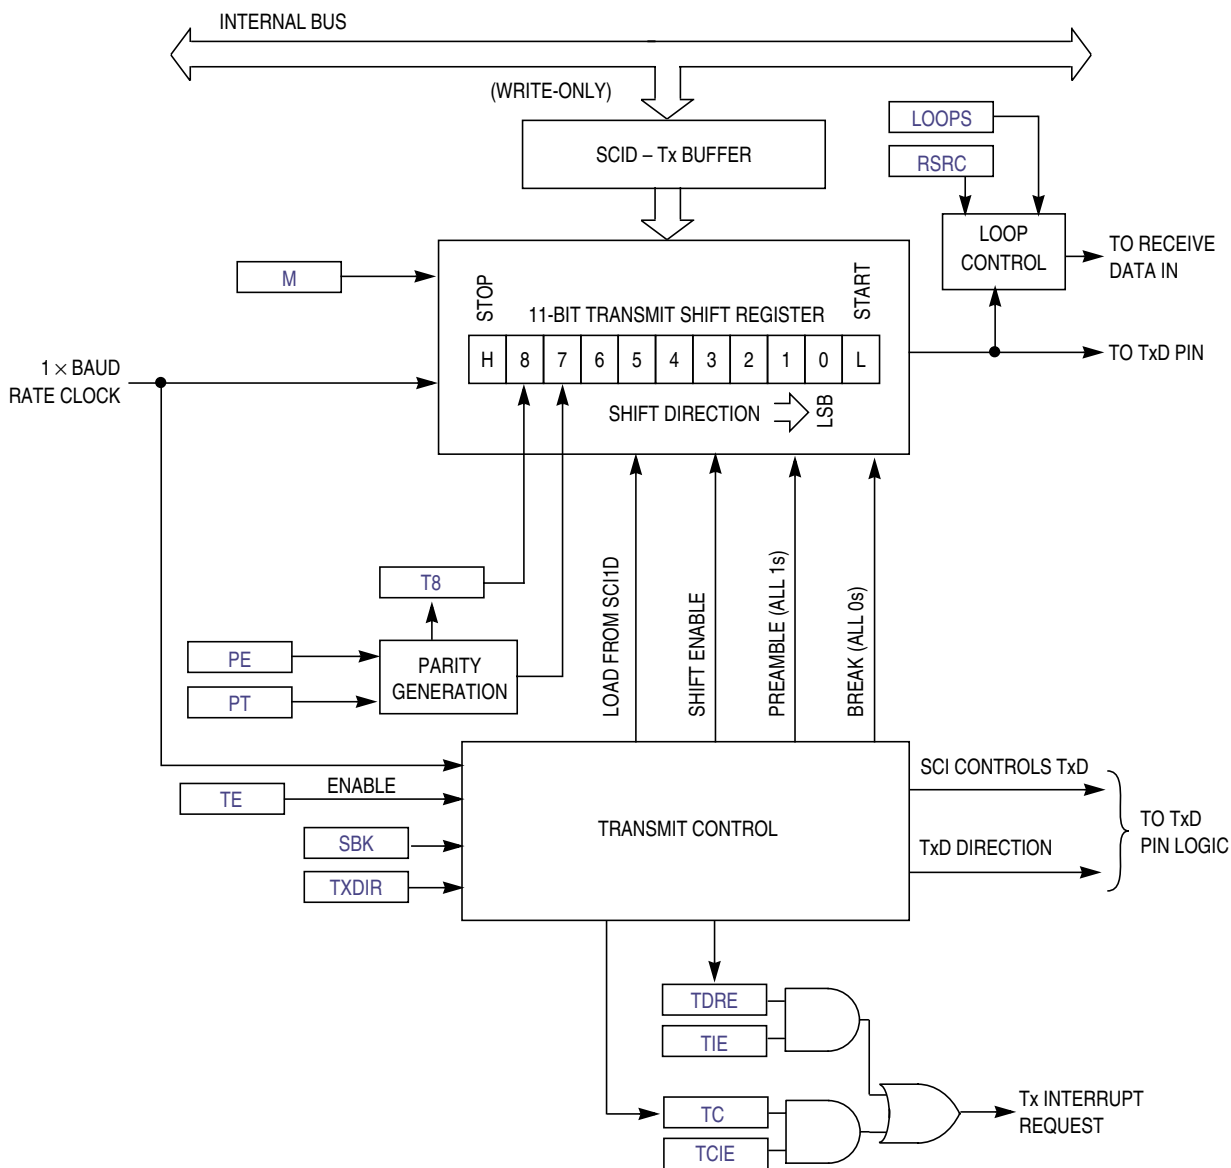 INTERNAL BUS
(WRITE-ONLY)
SCID – Tx BUFFER
LOOPS
RSRC
LOOP
CONTROL
TO RECEIVE
DATA IN
M
STOP
11-BIT TRANSMIT SHIFT REGISTER
START
H 8 7 6 5 4 3 2 1 0 L
SHIFT DIRECTION
LSB
TO TxD PIN
1 × BAUD
RATE CLOCK
T8
PE
PT
PARITY
GENERATION
LOAD FROM SCI1D
SHIFT ENABLE
PREAMBLE (ALL 1s)
BREAK (ALL 0s)
TE
ENABLE
SBK
TXDIR
TRANSMIT CONTROL
SCI CONTROLS TxD
TxD DIRECTION
TO TxD
PIN LOGIC
TDRE
TIE
TC
TCIE
Tx INTERRUPT
REQUEST